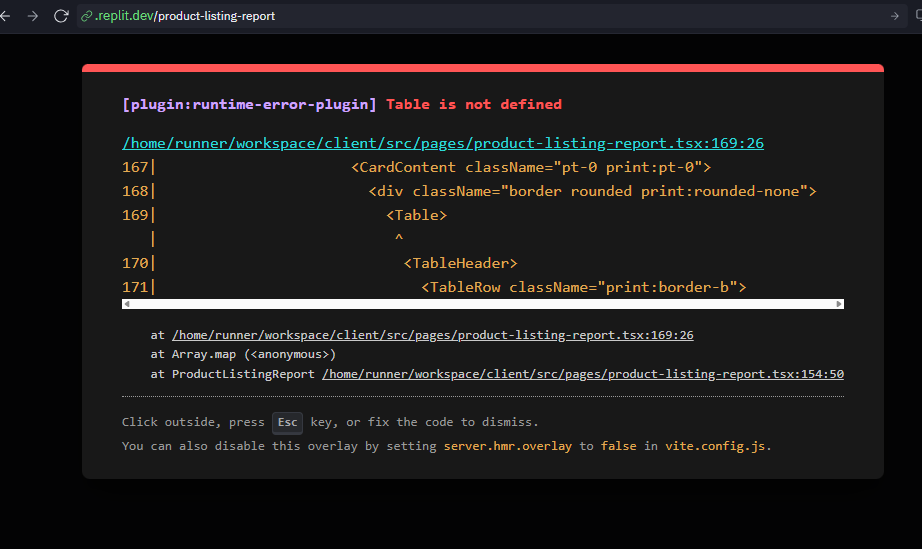 .replit.dev/product-listing-report
[plugin:runtime-error-plugin] Table is not defined
/home/runner/workspace/client/src/pages/product-listing-report.tsx:169:26
167| <CardContent className="pt-0 print:pt-0">
168| <div className="border rounded print:rounded-none">
169| <Table>
| ^
170| <TableHeader>
171| <TableRow className="print:border-b">
at /home/runner/workspace/client/src/pages/product-listing-report.tsx:169:26
at Array.map (<anonymous>)
at ProductListingReport /home/runner/workspace/client/src/pages/product-listing-report.tsx:154:50
Click outside, press Esc key, or fix the code to dismiss.
You can also disable this overlay by setting server.hmr.overlay to false in vite.config.js.